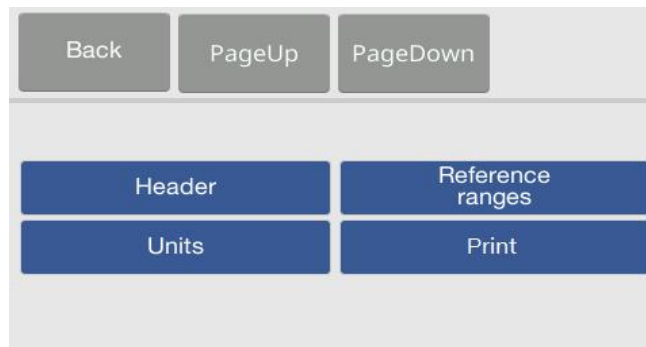 Back
PageUp
PageDown
Header
Reference
ranges
Units
Print